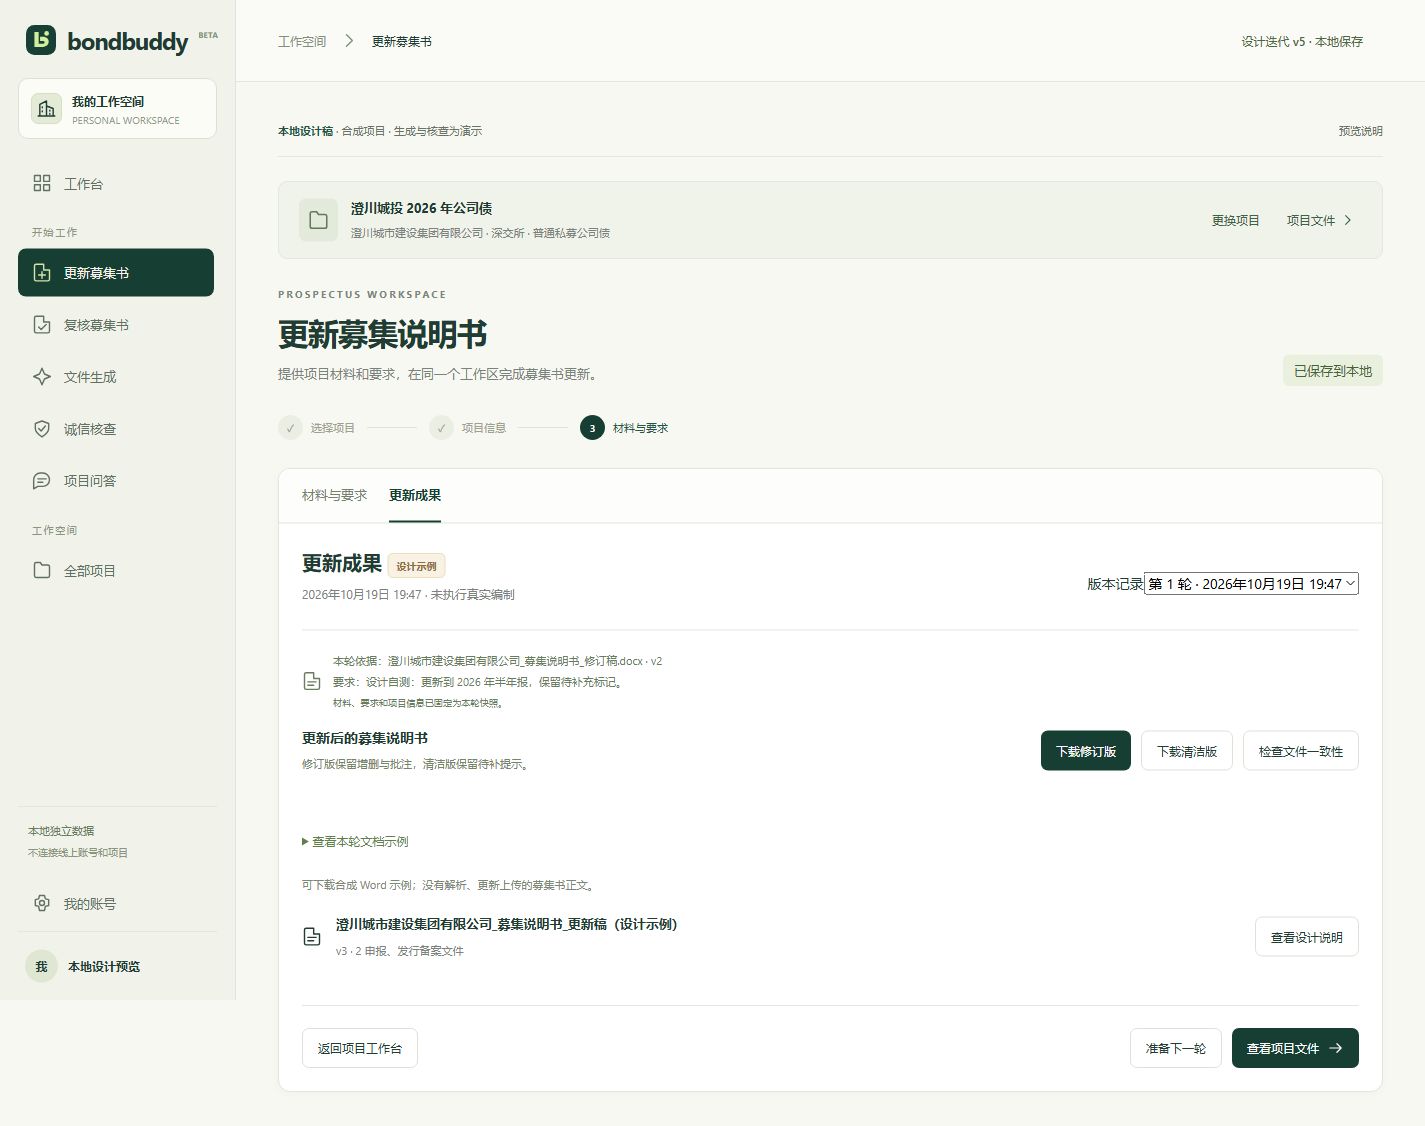 bondbuddy BETA
我的工作空间
PERSONAL WORKSPACE
工作台
开始工作
更新募集书
复核募集书
文件生成
诚信核查
项目问答
工作空间
全部项目
本地独立数据
不连接线上账号和项目
我的账号
我 本地设计预览
工作空间 更新募集书
设计迭代 v5 · 本地保存
本地设计稿 · 合成项目 · 生成与核查为演示
预览说明
澄川城投 2026 年公司债
澄川城市建设集团有限公司 · 深交所 · 普通私募公司债
更换项目 项目文件
PROSPECTUS WORKSPACE
更新募集说明书
提供项目材料和要求，在同一个工作区完成募集书更新。
已保存到本地
✓ 选择项目 ✓ 项目信息 3 材料与要求
材料与要求 更新成果
更新成果 设计示例
2026年10月19日 19:47 · 未执行真实编制
版本记录 第 1 轮 · 2026年10月19日 19:47
本轮依据：澄川城市建设集团有限公司_募集说明书_修订稿.docx · v2
要求：设计自测：更新到 2026 年半年报，保留待补充标记。
材料、要求和项目信息已固定为本轮快照。
更新后的募集说明书
修订版保留增删与批注，清洁版保留待补提示。
下载修订版 下载清洁版 检查文件一致性
查看本轮文档示例
可下载合成 Word 示例；没有解析、更新上传的募集书正文。
澄川城市建设集团有限公司_募集说明书_更新稿（设计示例）
v3 · 2 申报、发行备案文件
查看设计说明
返回项目工作台 准备下一轮 查看项目文件